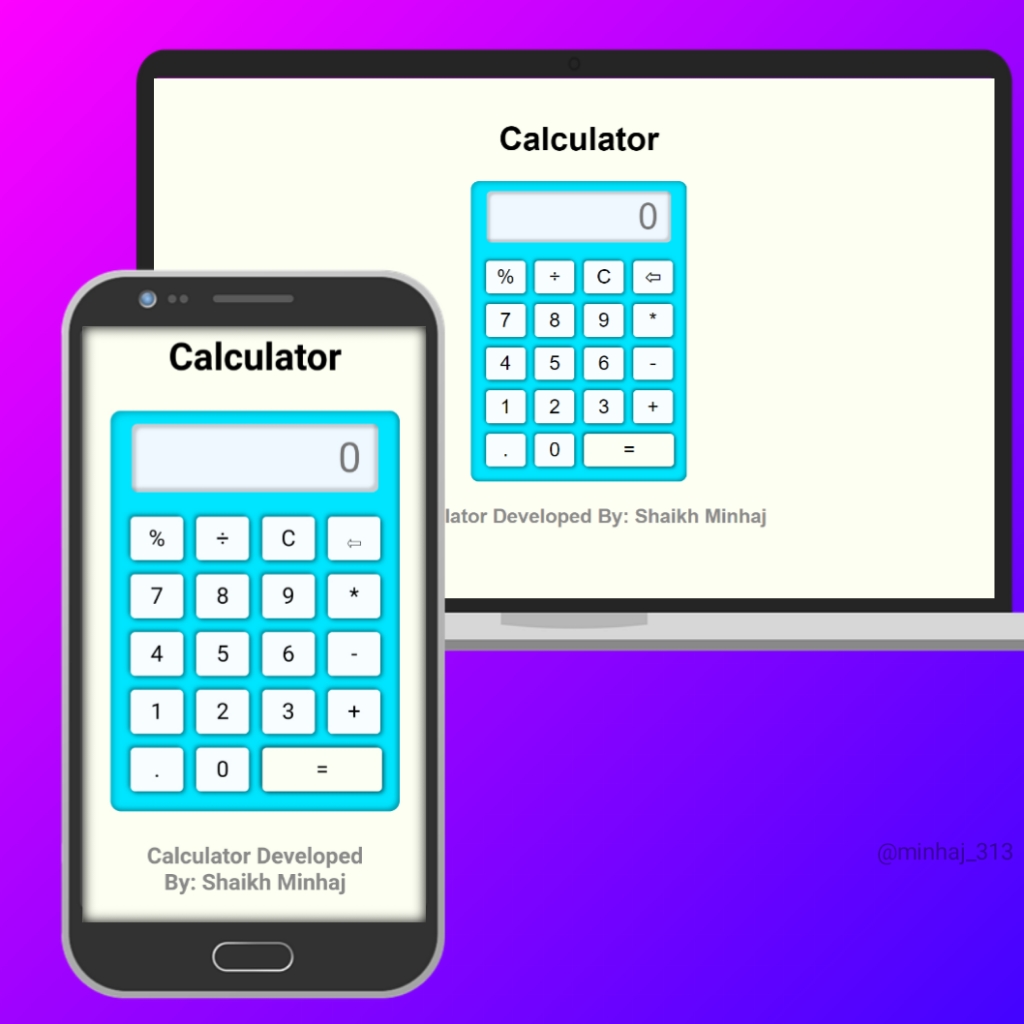 Calculator
0
% ÷ C ⇦
7 8 9 *
4 5 6 -
1 2 3 +
. 0 =
lator Developed By: Shaikh Minhaj
Calculator
0
% ÷ C ⇦
7 8 9 *
4 5 6 -
1 2 3 +
. 0 =
Calculator Developed
By: Shaikh Minhaj
@minhaj_313